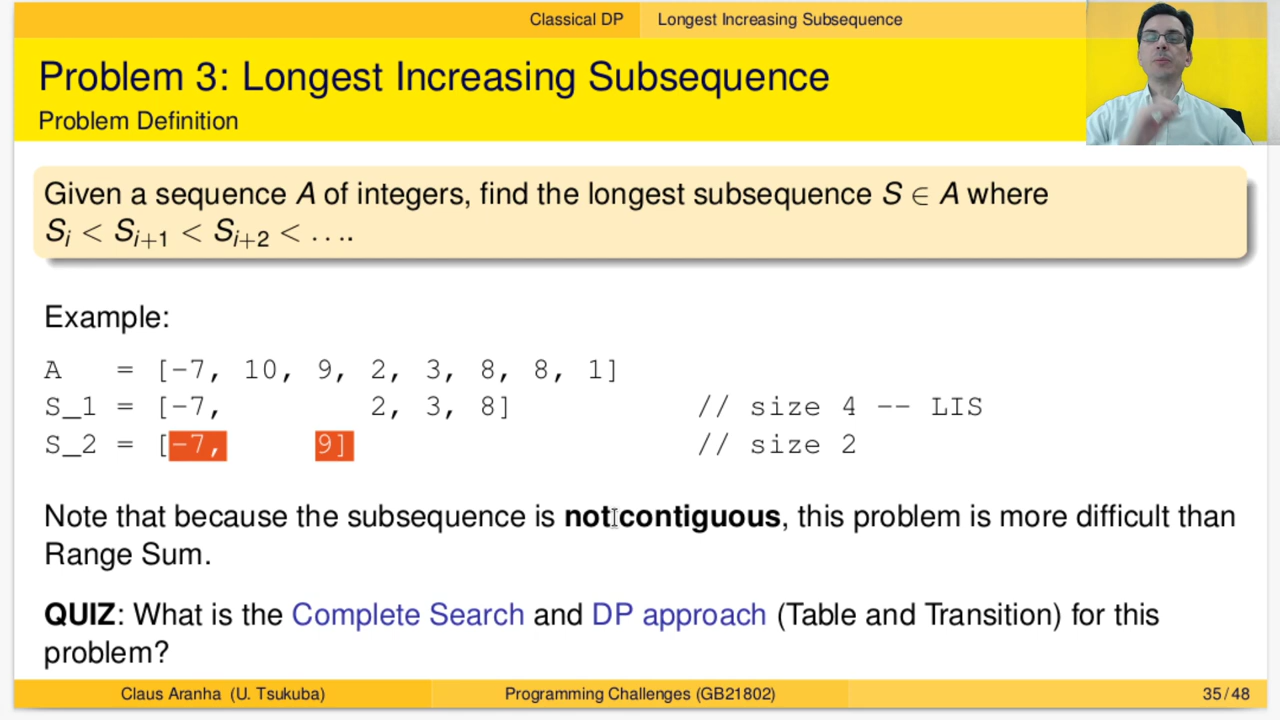 Classical DP Longest Increasing Subsequence
Problem 3: Longest Increasing Subsequence
Problem Definition
Given a sequence A of integers, find the longest subsequence S ∈ A where
S_i < S_{i+1} < S_{i+2} < ....
Example:
A = [-7, 10, 9, 2, 3, 8, 8, 1]
S_1 = [-7, 2, 3, 8] // size 4 -- LIS
S_2 = [-7, 9] // size 2
Note that because the subsequence is not contiguous, this problem is more difficult than
Range Sum.
QUIZ: What is the Complete Search and DP approach (Table and Transition) for this
problem?
Claus Aranha (U. Tsukuba) Programming Challenges (GB21802) 35/48